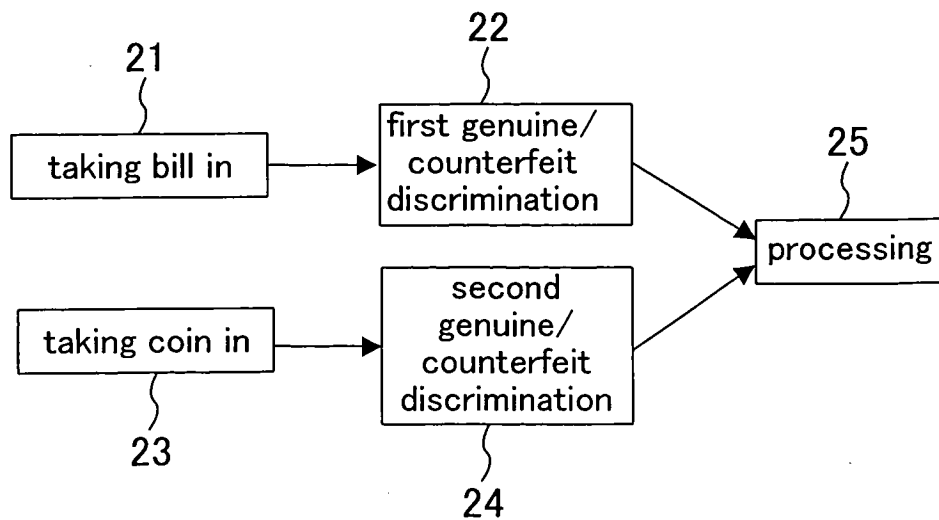 21
22
first genuine/
counterfeit
discrimination
taking bill in
25
processing
second
genuine/
counterfeit
discrimination
taking coin in
23
24